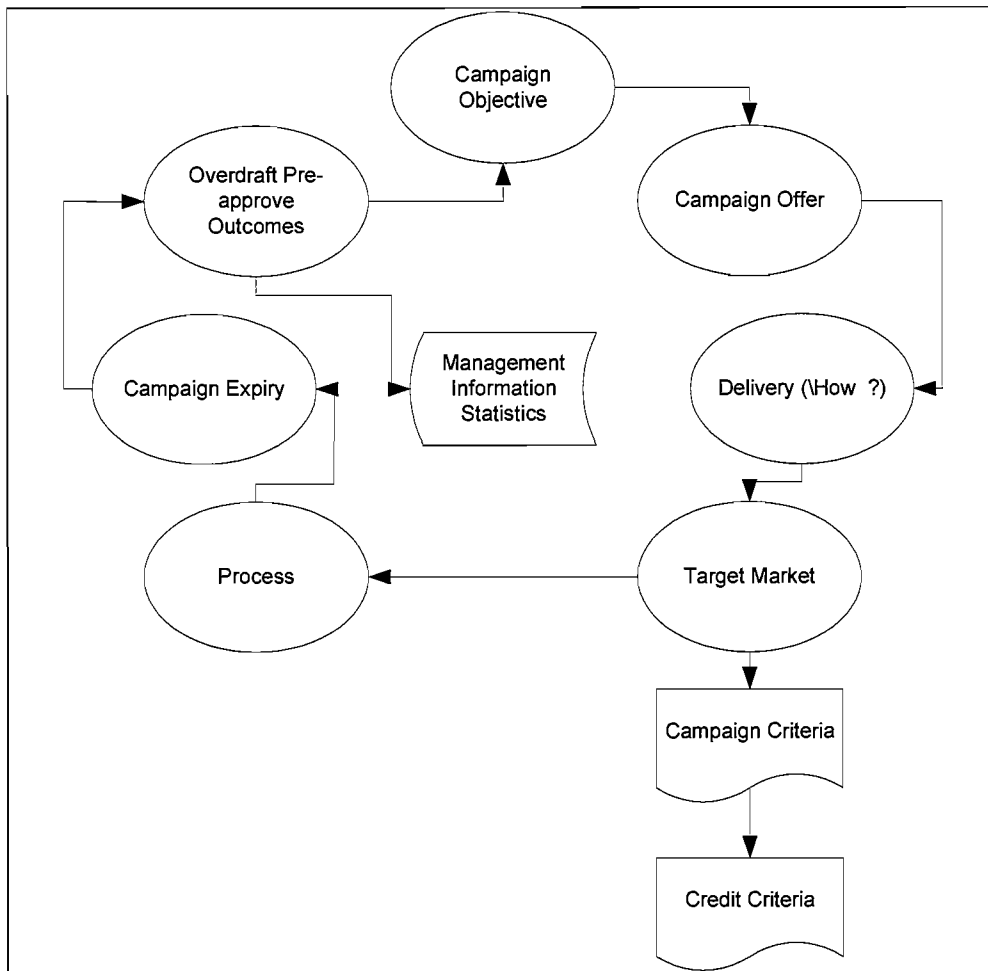 Campaign
Objective
Overdraft Pre-
approve
Outcomes
Campaign Offer
Management
Information
Statistics
Campaign Expiry
Delivery (\How ?)
Process
Target Market
Campaign Criteria
Credit Criteria